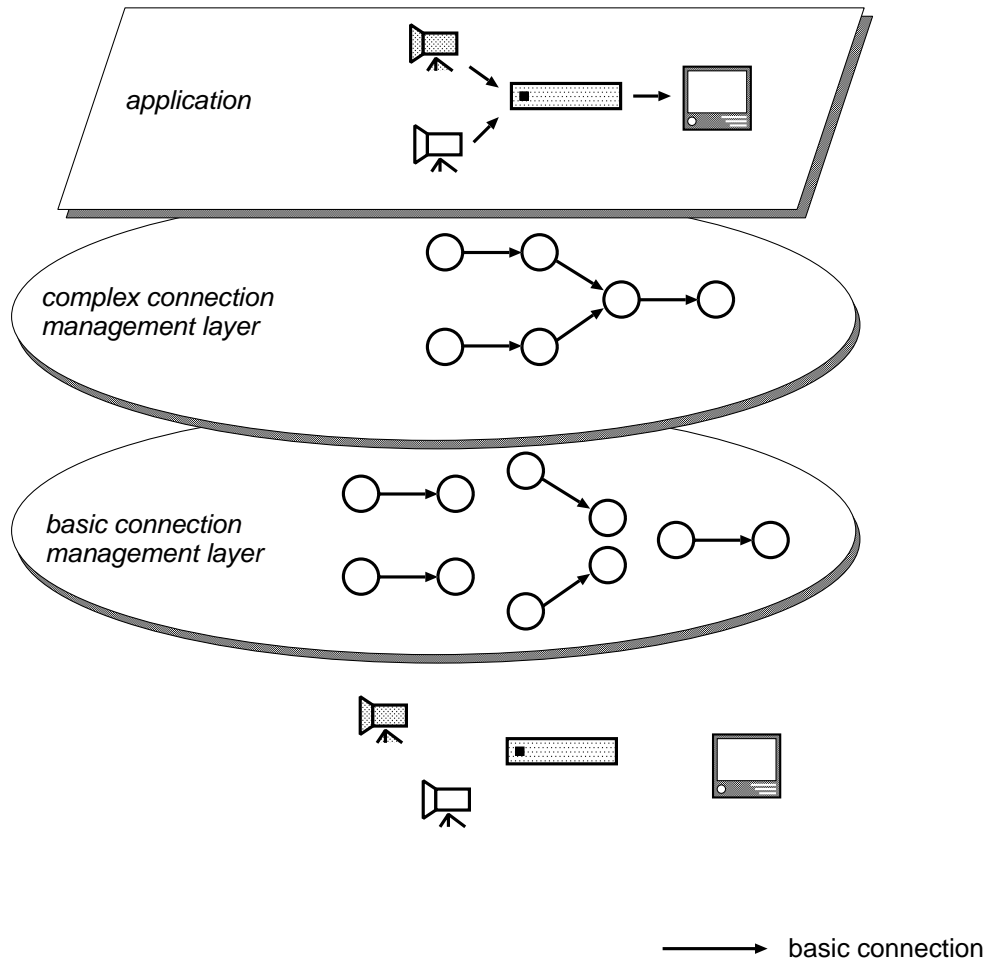 application
complex connection
management layer
basic connection
management layer
basic connection